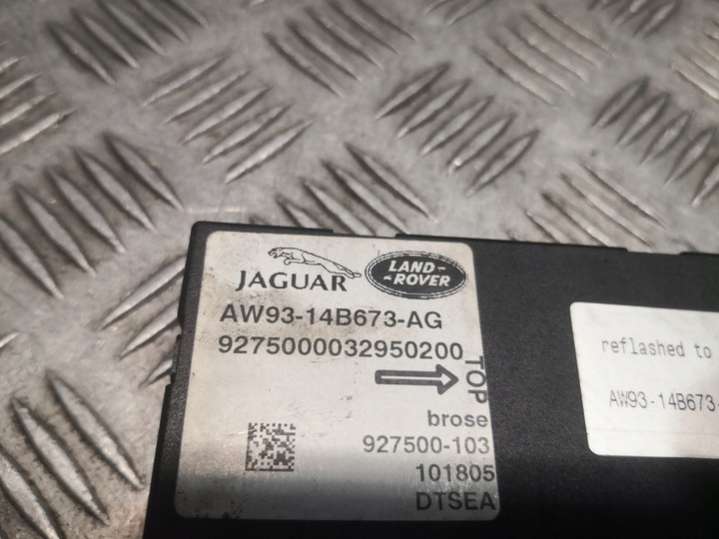 JAGUAR
LAND-
-ROVER
AW93-14B673-AG
9275000032950200
TOP
brose
927500-103
101805
DTSEA
reflashed to
AW93-14B673-